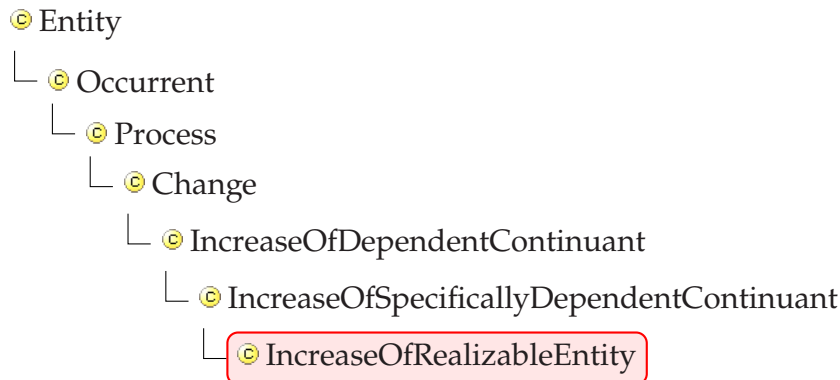 Entity
Occurrent
Process
Change
IncreaseOfDependentContinuant
IncreaseOfSpecificallyDependentContinuant
IncreaseOfRealizableEntity